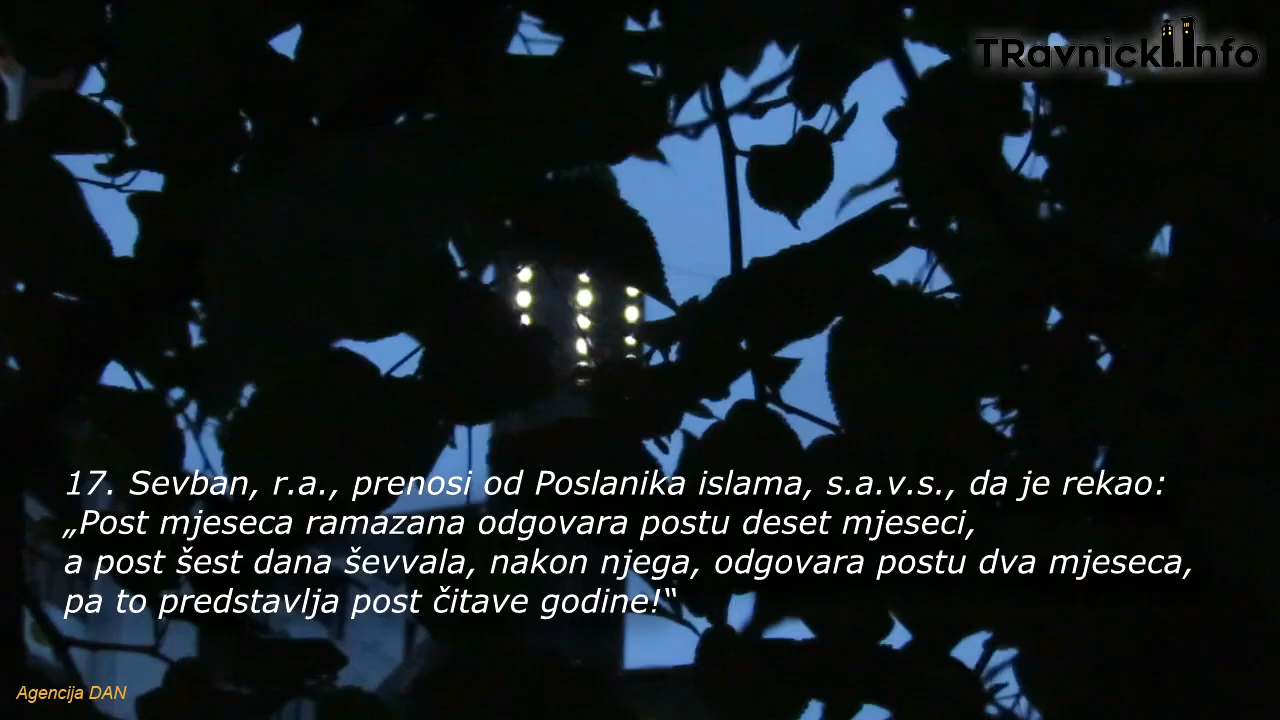 TRavnicki.Info
17. Sevban, r.a., prenosi od Poslanika islama, s.a.v.s., da je rekao:
„Post mjeseca ramazana odgovara postu deset mjeseci,
a post šest dana ševvala, nakon njega, odgovara postu dva mjeseca,
pa to predstavlja post čitave godine!“
Agencija DAN